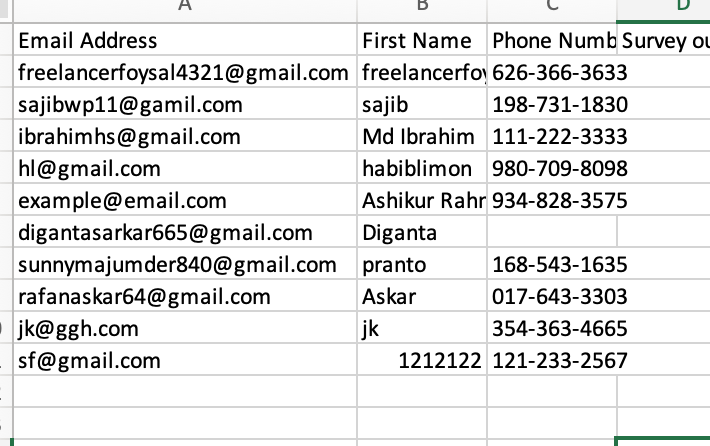 A B C D
Email Address First Name Phone Numb Survey ou
freelancerfoysal4321@gmail.com freelancerfoy 626-366-3633
sajibwp11@gamil.com sajib 198-731-1830
ibrahimhs@gmail.com Md Ibrahim 111-222-3333
hl@gmail.com habiblimon 980-709-8098
example@email.com Ashikur Rahr 934-828-3575
digantasarkar665@gmail.com Diganta
sunnymajumder840@gmail.com pranto 168-543-1635
rafanaskar64@gmail.com Askar 017-643-3303
jk@ggh.com jk 354-363-4665
sf@gmail.com 1212122 121-233-2567